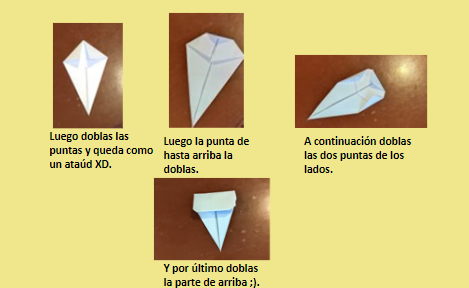 Luego doblas las
puntas y queda como
un ataúd XD.
Luego la punta de
hasta arriba la
doblas.
A continuación doblas
las dos puntas de los
lados.
Y por último doblas
la parte de arriba ;).